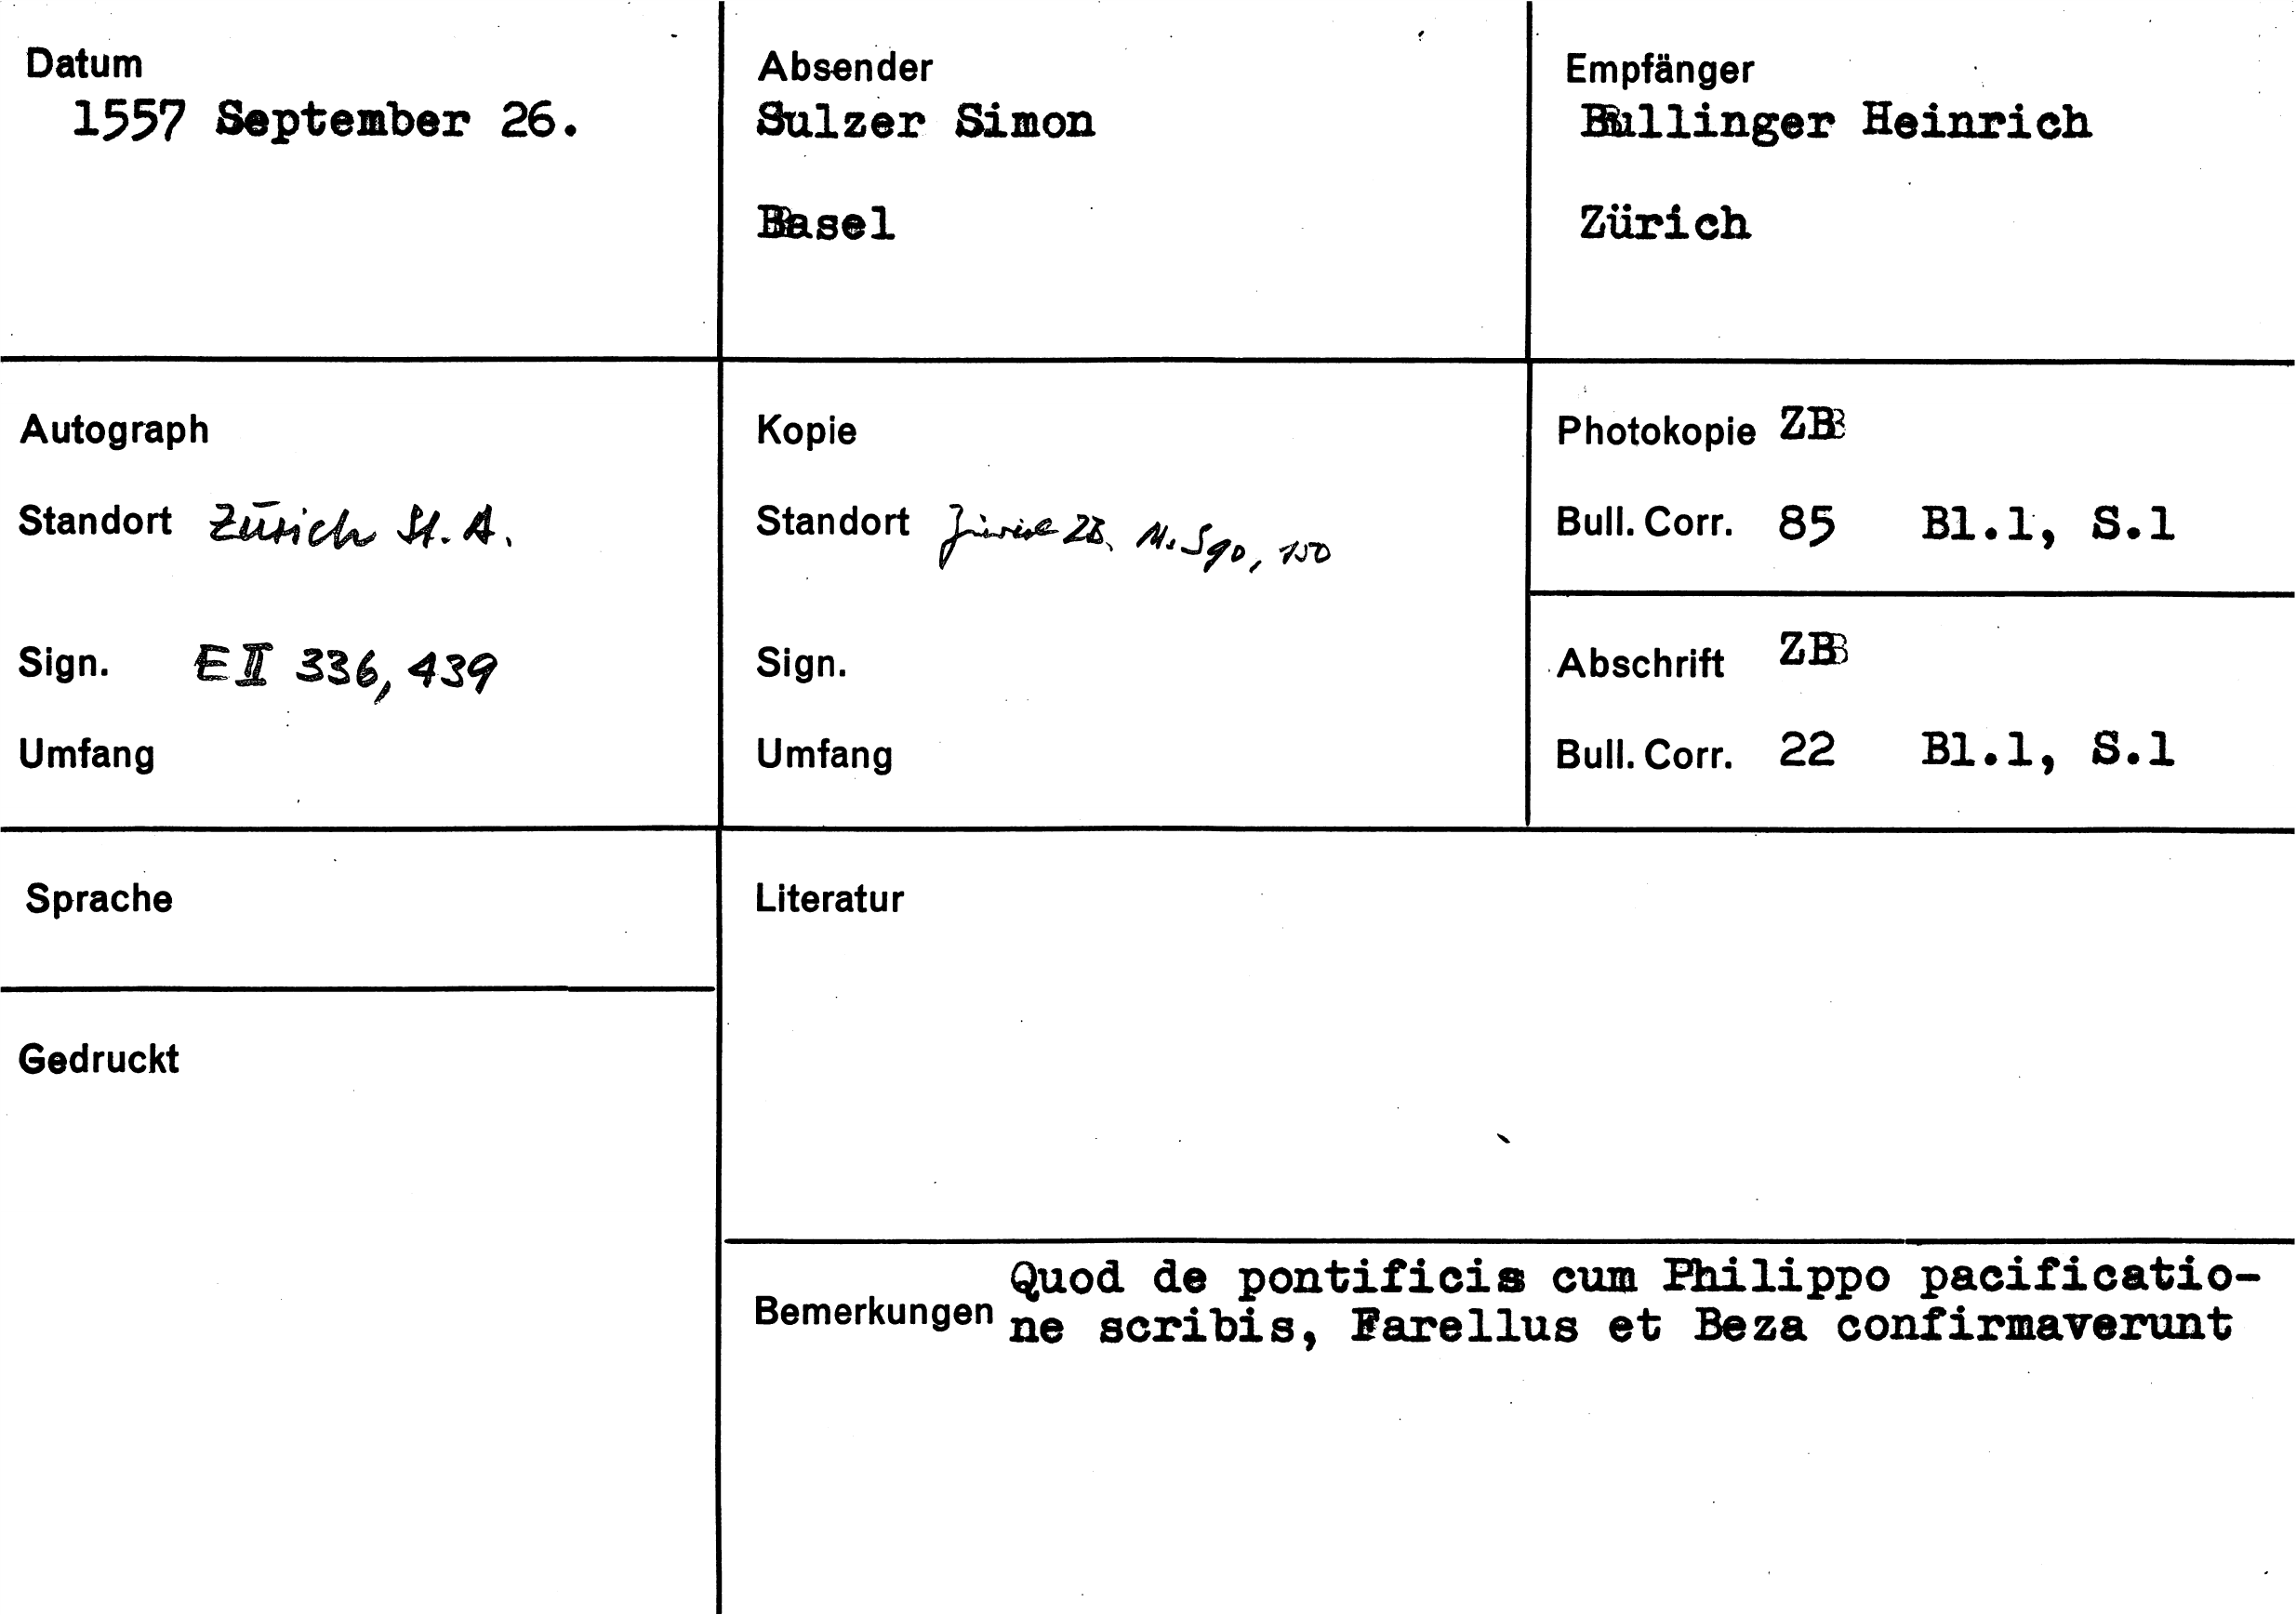 Datum
1557 September 26.
Absender
Sulzer Simon
Basel
Empfänger
Bullinger Heinrich
Zürich
Autograph
Standort Zürich St. A.
Sign. E II 336, 439
Umfang
Kopie
Standort Zürich ZB, Ms S 90, 150
Sign.
Umfang
Photokopie ZB
Bull. Corr. 85 Bl.1, S.1
Abschrift ZB
Bull. Corr. 22 Bl.1, S.1
Sprache
Gedruckt
Literatur
Bemerkungen
Quod de pontificis cum Philippo pacificatio-
ne scribis, Farellus et Beza confirmaverunt